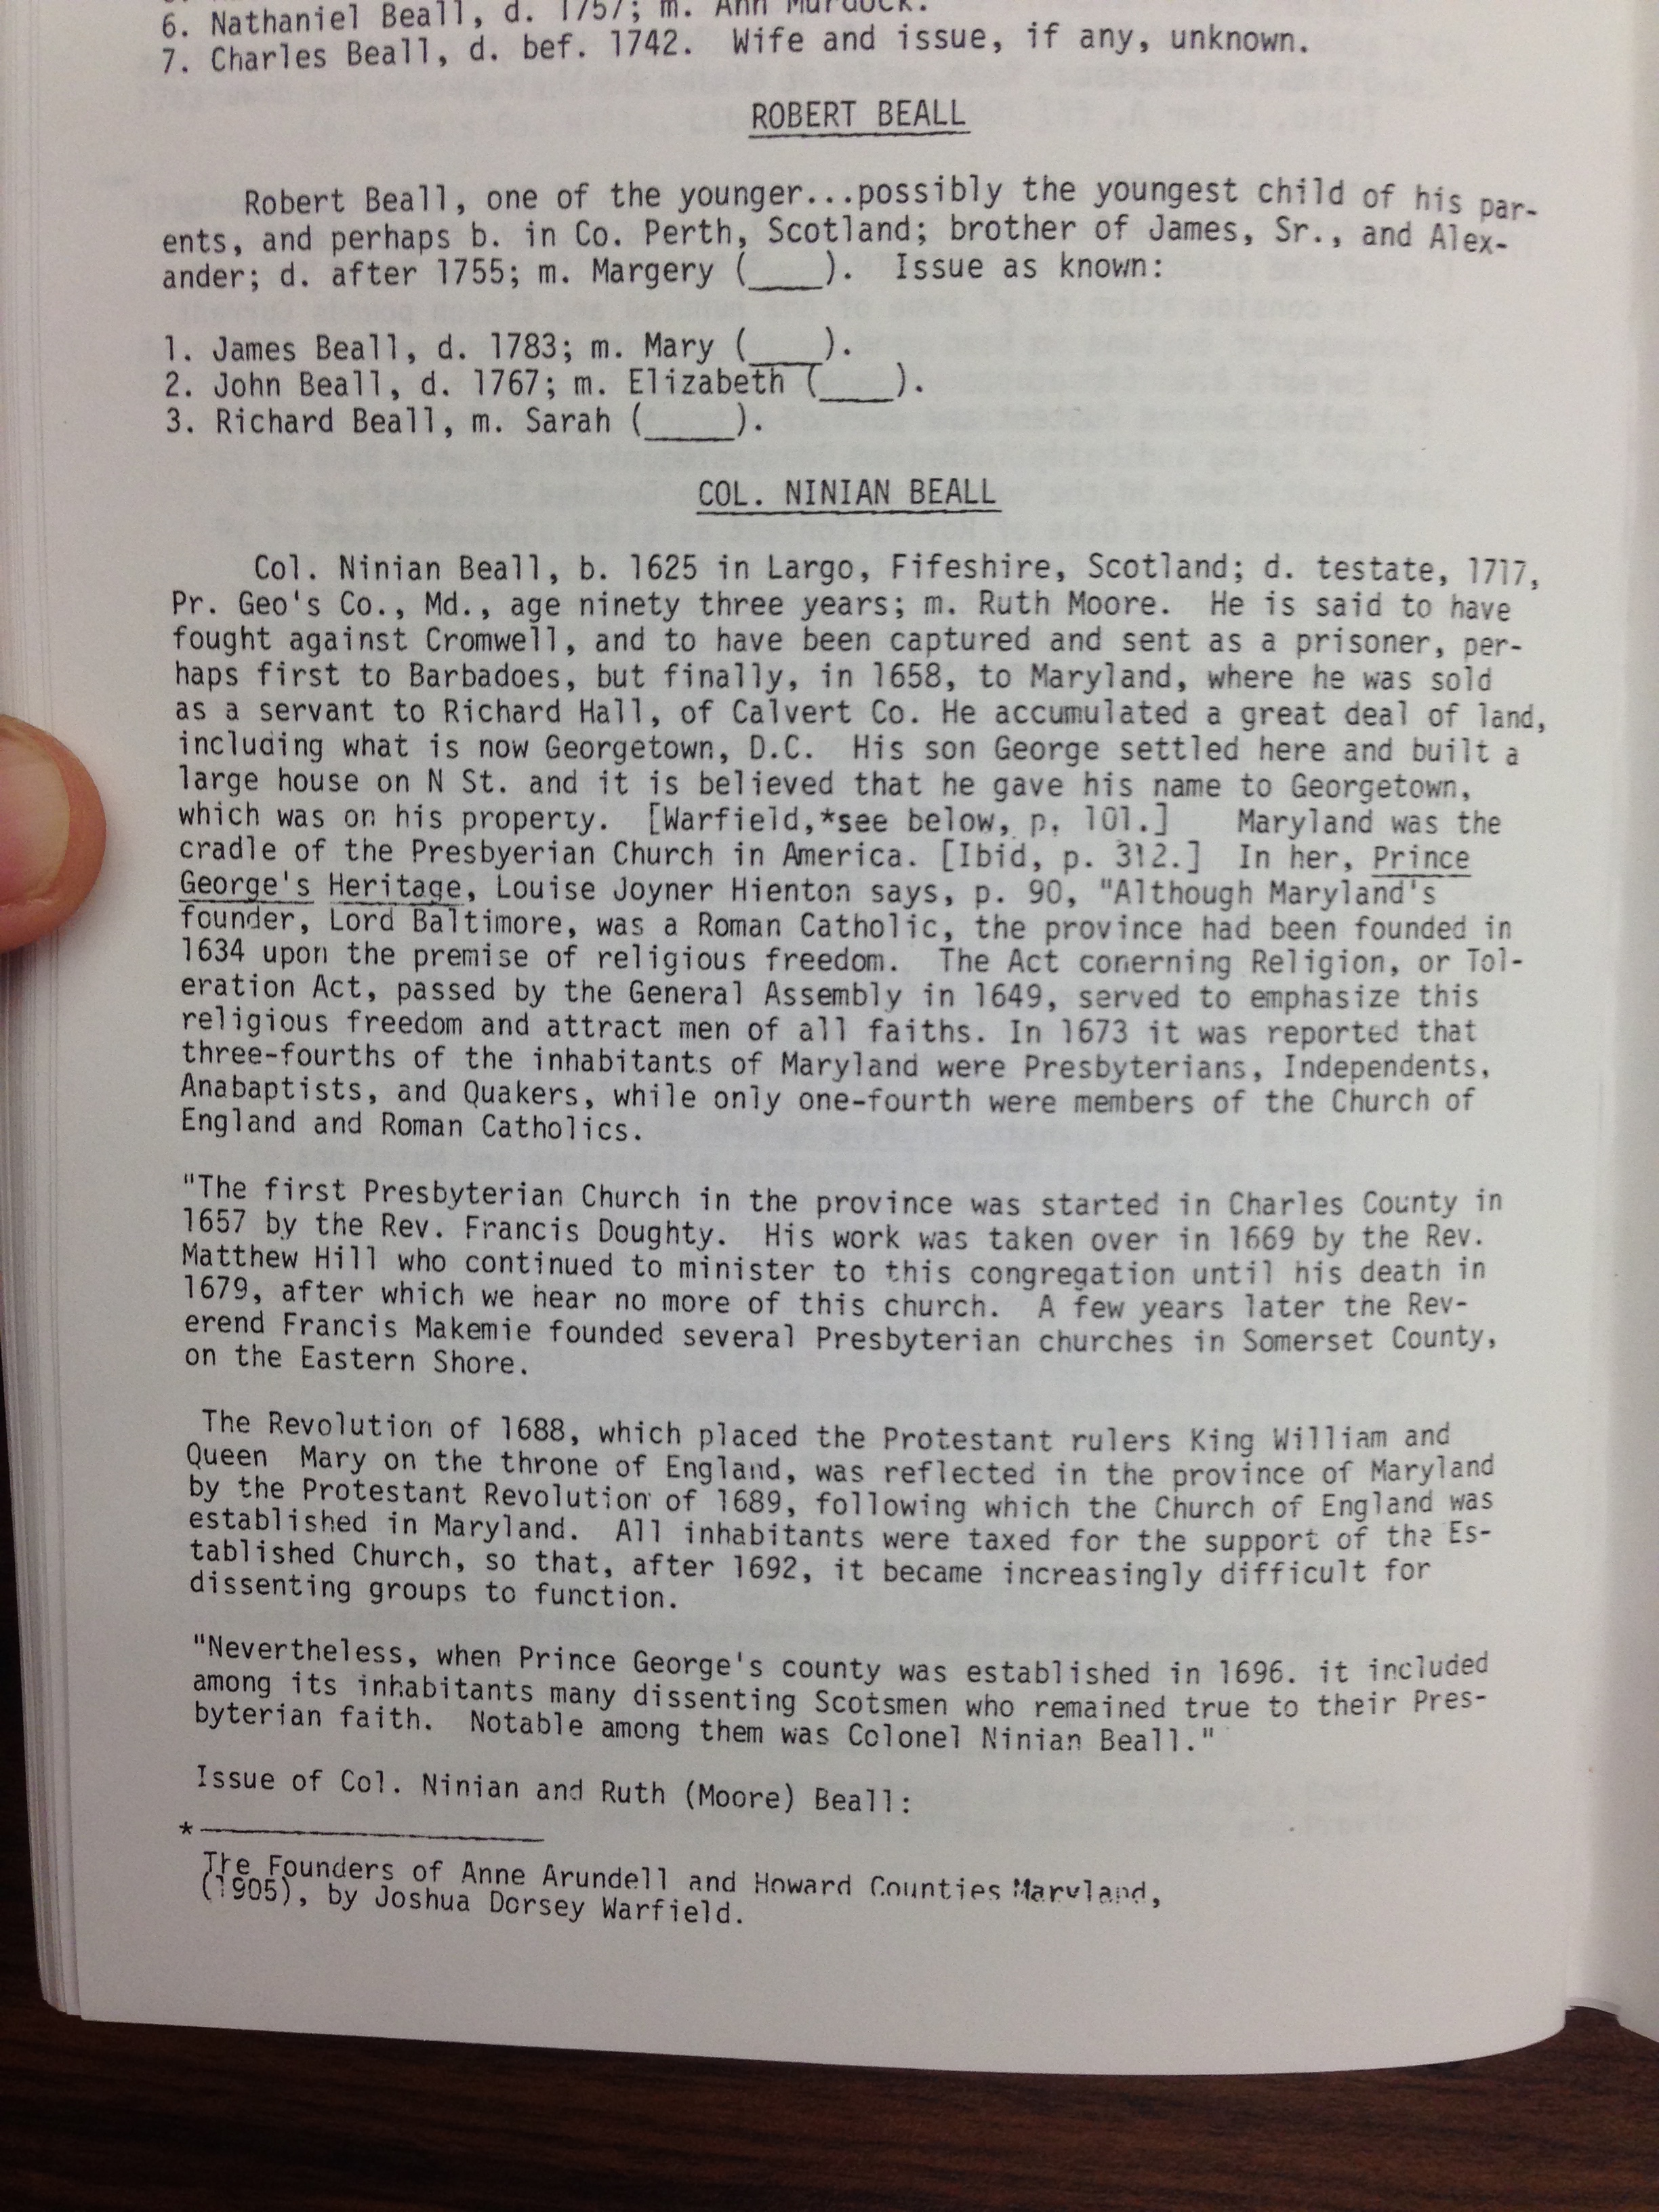 6. Nathaniel Beall, d. 1757; m. Ann Murdock.
7. Charles Beall, d. bef. 1742. Wife and issue, if any, unknown.
ROBERT BEALL
Robert Beall, one of the younger...possibly the youngest child of his par-
ents, and perhaps b. in Co. Perth, Scotland; brother of James, Sr., and Alex-
ander; d. after 1755; m. Margery (____). Issue as known:
1. James Beall, d. 1783; m. Mary (____).
2. John Beall, d. 1767; m. Elizabeth (____).
3. Richard Beall, m. Sarah (_____).
COL. NINIAN BEALL
Col. Ninian Beall, b. 1625 in Largo, Fifeshire, Scotland; d. testate, 1717,
Pr. Geo's Co., Md., age ninety three years; m. Ruth Moore. He is said to have
fought against Cromwell, and to have been captured and sent as a prisoner, per-
haps first to Barbadoes, but finally, in 1658, to Maryland, where he was sold
as a servant to Richard Hall, of Calvert Co. He accumulated a great deal of land,
including what is now Georgetown, D.C. His son George settled here and built a
large house on N St. and it is believed that he gave his name to Georgetown,
which was on his property. [Warfield,*see below, p. 101.] Maryland was the
cradle of the Presbyerian Church in America. [Ibid, p. 312.] In her, Prince
George's Heritage, Louise Joyner Hienton says, p. 90, "Although Maryland's
founder, Lord Baltimore, was a Roman Catholic, the province had been founded in
1634 upon the premise of religious freedom. The Act conerning Religion, or Tol-
eration Act, passed by the General Assembly in 1649, served to emphasize this
religious freedom and attract men of all faiths. In 1673 it was reported that
three-fourths of the inhabitants of Maryland were Presbyterians, Independents,
Anabaptists, and Quakers, while only one-fourth were members of the Church of
England and Roman Catholics.
"The first Presbyterian Church in the province was started in Charles County in
1657 by the Rev. Francis Doughty. His work was taken over in 1669 by the Rev.
Matthew Hill who continued to minister to this congregation until his death in
1679, after which we hear no more of this church. A few years later the Rev-
erend Francis Makemie founded several Presbyterian churches in Somerset County,
on the Eastern Shore.
The Revolution of 1688, which placed the Protestant rulers King William and
Queen Mary on the throne of England, was reflected in the province of Maryland
by the Protestant Revolution of 1689, following which the Church of England was
established in Maryland. All inhabitants were taxed for the support of the Es-
tablished Church, so that, after 1692, it became increasingly difficult for
dissenting groups to function.
"Nevertheless, when Prince George's county was established in 1696. it included
among its inhabitants many dissenting Scotsmen who remained true to their Pres-
byterian faith. Notable among them was Colonel Ninian Beall."
Issue of Col. Ninian and Ruth (Moore) Beall:
*
The Founders of Anne Arundell and Howard Counties Maryland,
(1905), by Joshua Dorsey Warfield.